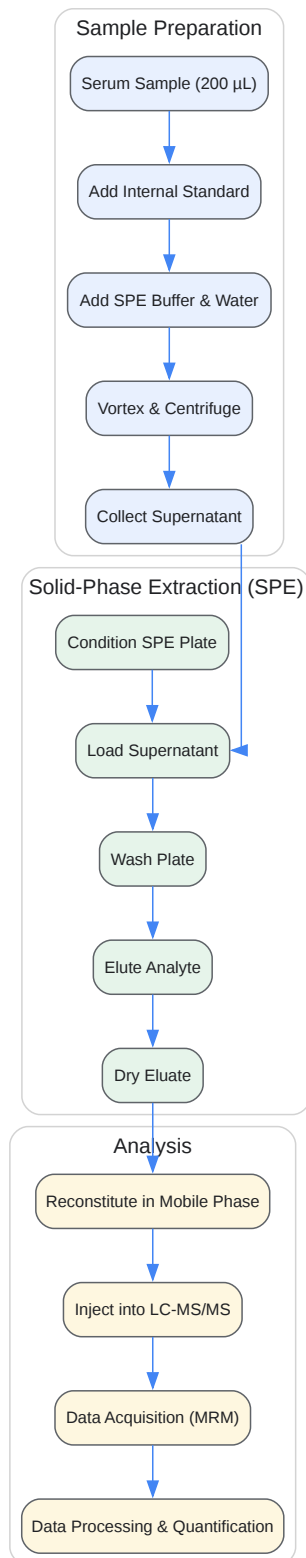 Sample Preparation
Serum Sample (200 µL)
Add Internal Standard
Add SPE Buffer & Water
Vortex & Centrifuge
Collect Supernatant
Solid-Phase Extraction (SPE)
Condition SPE Plate
Load Supernatant
Wash Plate
Elute Analyte
Dry Eluate
Analysis
Reconstitute in Mobile Phase
Inject into LC-MS/MS
Data Acquisition (MRM)
Data Processing & Quantification